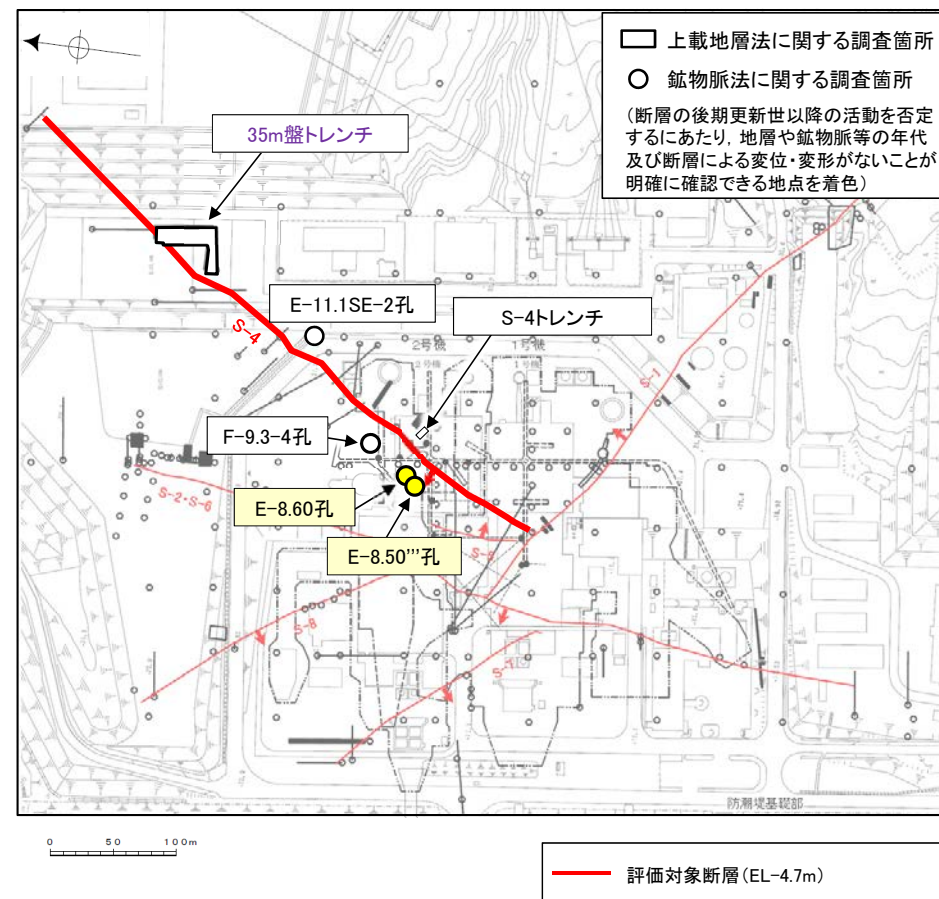 上載地層法に関する調査箇所
鉱物脈法に関する調査箇所
(断層の後期更新世以降の活動を否定
するにあたり，地層や鉱物脈等の年代
及び断層による変位・変形がないことが
明確に確認できる地点を着色)
35m盤トレンチ
E-11.1SE-2孔
S-4トレンチ
S-4
2号機
1号機
2号機
S-1
F-9.3-4孔
S-2・S-6
E-8.60孔
E-8.50'''孔
S-8
防潮堤基礎部
0 50 100m
評価対象断層(EL-4.7m)